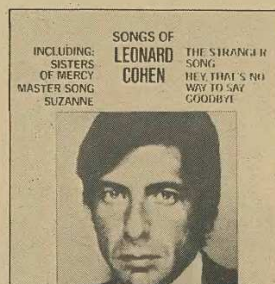 SONGS OF
LEONARD
COHEN
INCLUDING:
SISTERS
OF MERCY
MASTER SONG
SUZANNE
THE STRANGER
SONG
HEY, THAT'S NO
WAY TO SAY
GOODBYE